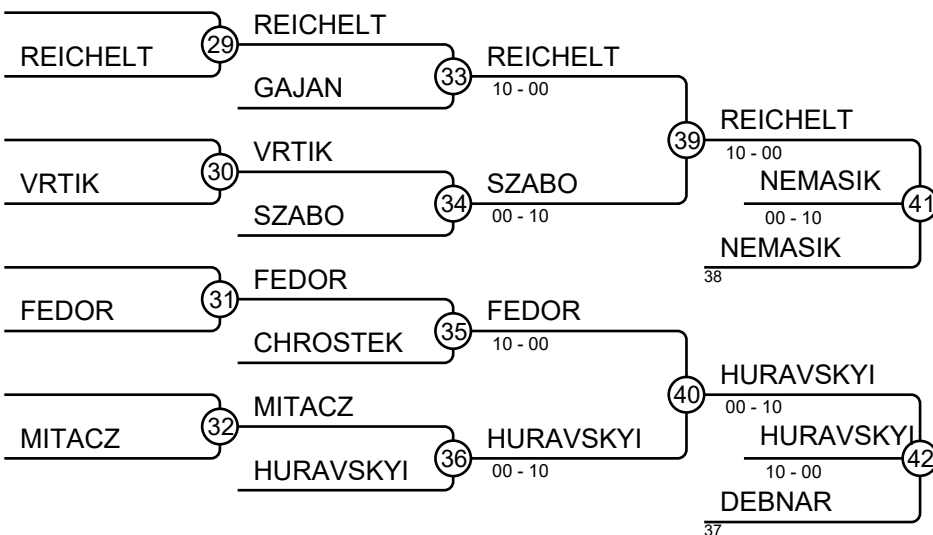 REICHELT
29
REICHELT
GAJAN
33
REICHELT
10 - 00
VRTIK
30
VRTIK
SZABO
34
SZABO
00 - 10
39
REICHELT
10 - 00
NEMASIK
00 - 10
41
NEMASIK
38
FEDOR
31
FEDOR
CHROSTEK
35
FEDOR
10 - 00
MITACZ
32
MITACZ
HURAVSKYI
36
HURAVSKYI
00 - 10
40
HURAVSKYI
00 - 10
HURAVSKYI
10 - 00
42
DEBNAR
37